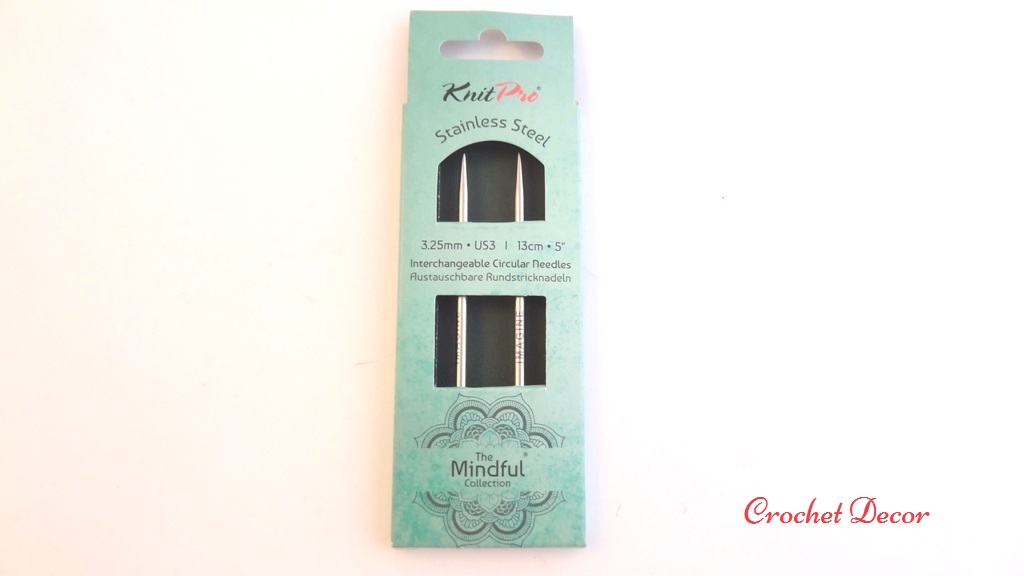 KnitPro®
Stainless Steel
3.25mm • US3 | 13cm • 5"
Interchangeable Circular Needles
Austauschbare Rundstricknadeln
IMAGINE IMAGINE
The
Mindful®
Collection
Crochet Decor